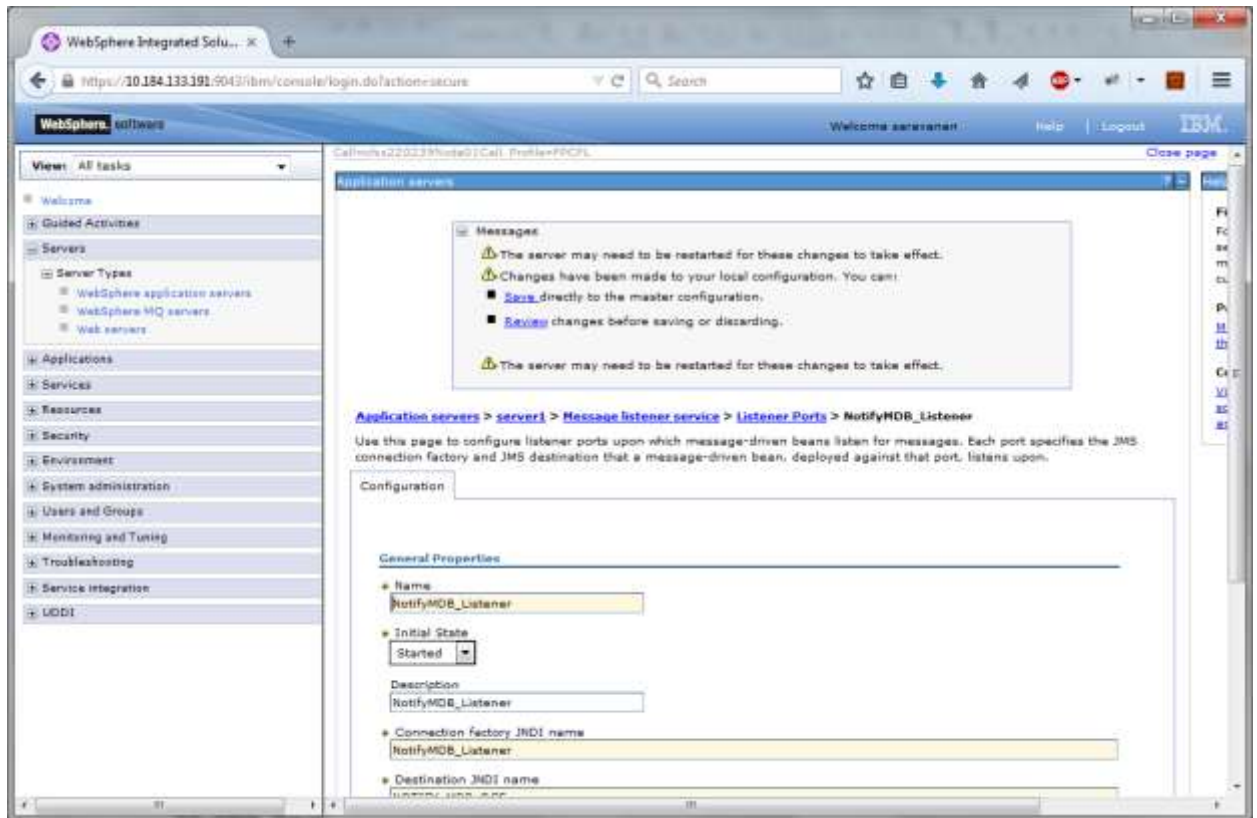 WebSphere Integrated Solu... × +
https://10.184.133.191:9043/ibm/console/login.do?action=secure
Search
WebSphere. software
Welcome saravanan
Help | Logout
IBM.
View: All tasks
Welcome
Guided Activities
Servers
Server Types
WebSphere application servers
WebSphere MQ servers
Web servers
Applications
Services
Resources
Security
Environment
System administration
Users and Groups
Monitoring and Tuning
Troubleshooting
Service integration
UDDI
Close page
Application servers
? -
Messages
The server may need to be restarted for these changes to take effect.
Changes have been made to your local configuration. You can:
Save directly to the master configuration.
Review changes before saving or discarding.
The server may need to be restarted for these changes to take effect.
Application servers > server1 > Message listener service > Listener Ports > NotifyMDB_Listener
Use this page to configure listener ports upon which message-driven beans listen for messages. Each port specifies the JMS
connection factory and JMS destination that a message-driven bean, deployed against that port, listens upon.
Configuration
General Properties
Name
NotifyMDB_Listener
Initial State
Started
Description
NotifyMDB_Listener
Connection factory JNDI name
NotifyMDB_Listener
Destination JNDI name